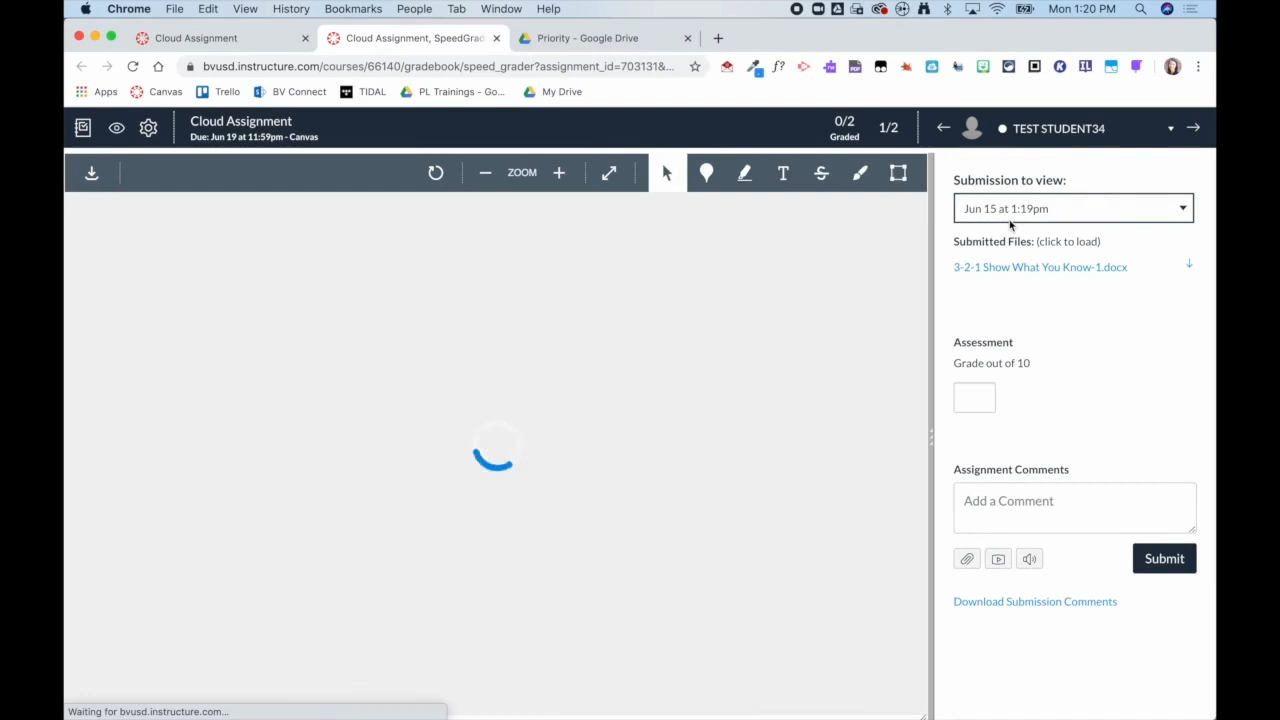 Chrome File Edit View History Bookmarks People Tab Window Help Mon 1:20 PM
Cloud Assignment
Cloud Assignment, SpeedGrad
Priority - Google Drive
bvusd.instructure.com/courses/66140/gradebook/speed_grader?assignment_id=703131&...
Apps Canvas Trello BV Connect TIDAL PL Trainings - Go... My Drive
Cloud Assignment
Due: Jun 19 at 11:59pm - Canvas
0/2
Graded
1/2
TEST STUDENT34
ZOOM
T
Submission to view:
Jun 15 at 1:19pm
Submitted Files: (click to load)
3-2-1 Show What You Know-1.docx
Assessment
Grade out of 10
Assignment Comments
Add a Comment
Submit
Download Submission Comments
Waiting for bvusd.instructure.com...